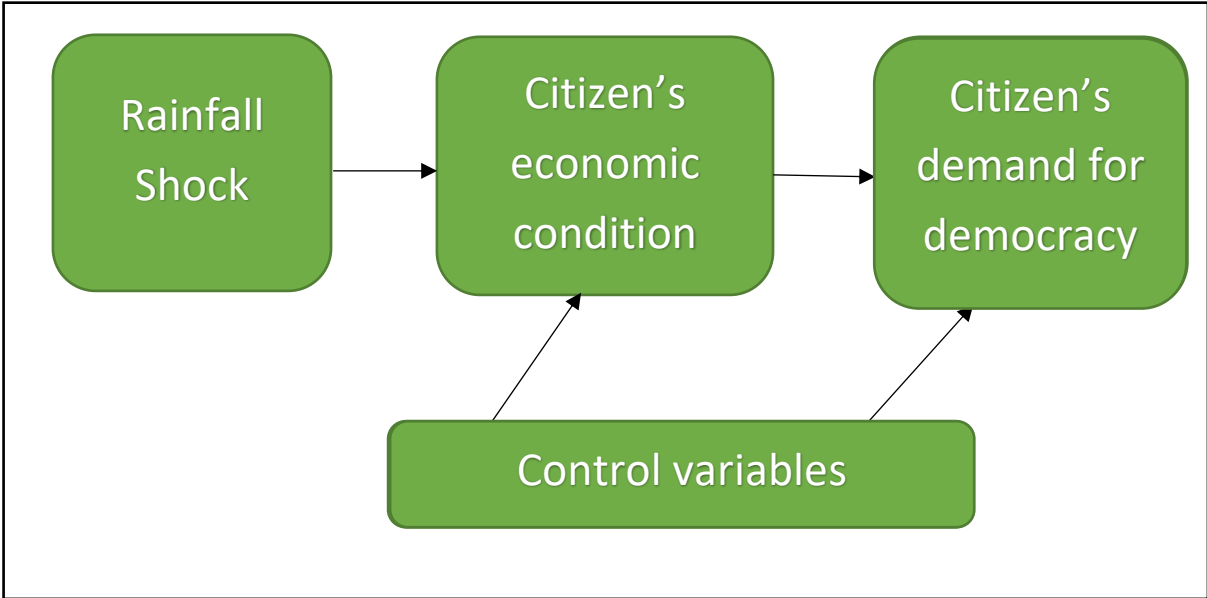 Rainfall
Shock
Citizen’s
economic
condition
Citizen’s
demand for
democracy
Control variables